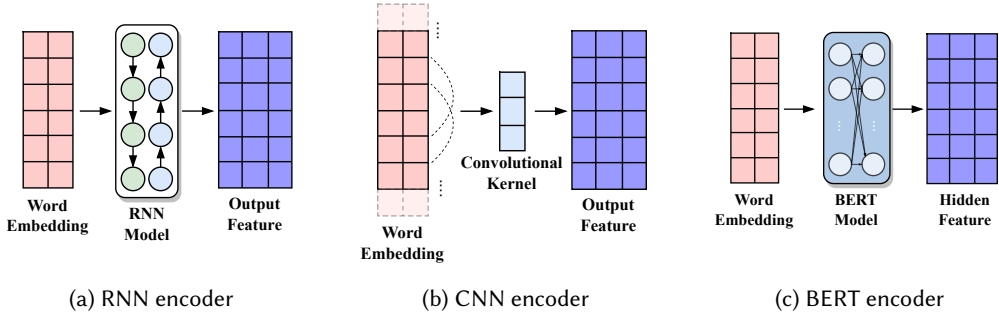 Word
Embedding
RNN
Model
Output
Feature
(a) RNN encoder
Word
Embedding
Convolutional
Kernel
Output
Feature
(b) CNN encoder
Word
Embedding
BERT
Model
Hidden
Feature
(c) BERT encoder